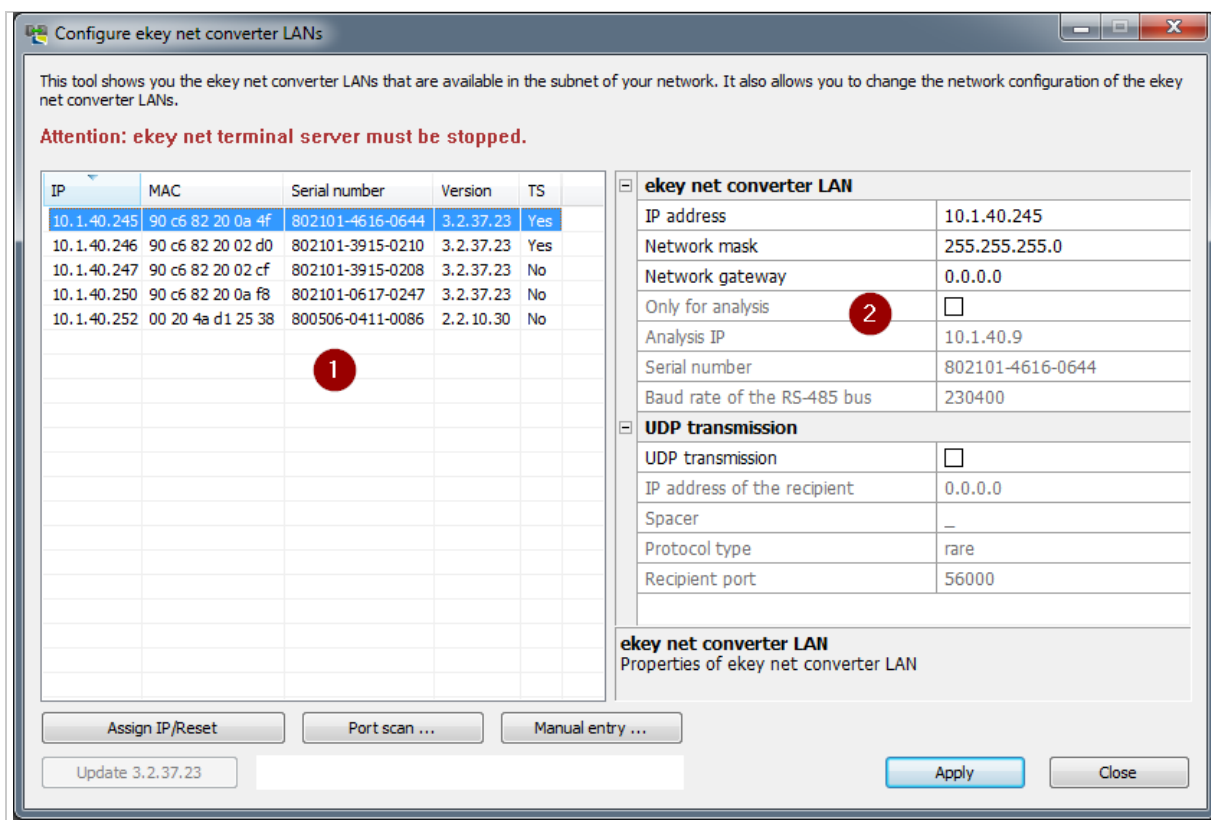 Configure ekey net converter LANs
This tool shows you the ekey net converter LANs that are available in the subnet of your network. It also allows you to change the network configuration of the ekey
net converter LANs.
Attention: ekey net terminal server must be stopped.
IP MAC Serial number Version TS
10.1.40.245 90 c6 82 20 0a 4f 802101-4616-0644 3.2.37.23 Yes
10.1.40.246 90 c6 82 20 02 d0 802101-3915-0210 3.2.37.23 Yes
10.1.40.247 90 c6 82 20 02 cf 802101-3915-0208 3.2.37.23 No
10.1.40.250 90 c6 82 20 0a f8 802101-0617-0247 3.2.37.23 No
10.1.40.252 00 20 4a d1 25 38 800506-0411-0086 2.2.10.30 No
1
ekey net converter LAN
IP address 10.1.40.245
Network mask 255.255.255.0
Network gateway 0.0.0.0
Only for analysis
2
Analysis IP 10.1.40.9
Serial number 802101-4616-0644
Baud rate of the RS-485 bus 230400
UDP transmission
UDP transmission
IP address of the recipient 0.0.0.0
Spacer _
Protocol type rare
Recipient port 56000
ekey net converter LAN
Properties of ekey net converter LAN
Assign IP/Reset Port scan ... Manual entry ...
Update 3.2.37.23 Apply Close